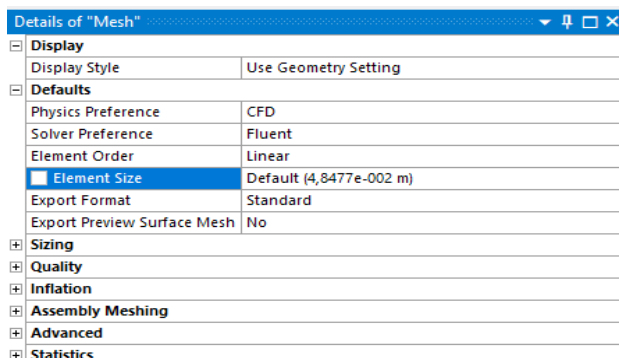 Details of "Mesh"
Display
Display Style Use Geometry Setting
Defaults
Physics Preference CFD
Solver Preference Fluent
Element Order Linear
Element Size Default (4,8477e-002 m)
Export Format Standard
Export Preview Surface Mesh No
Sizing
Quality
Inflation
Assembly Meshing
Advanced
Statistics